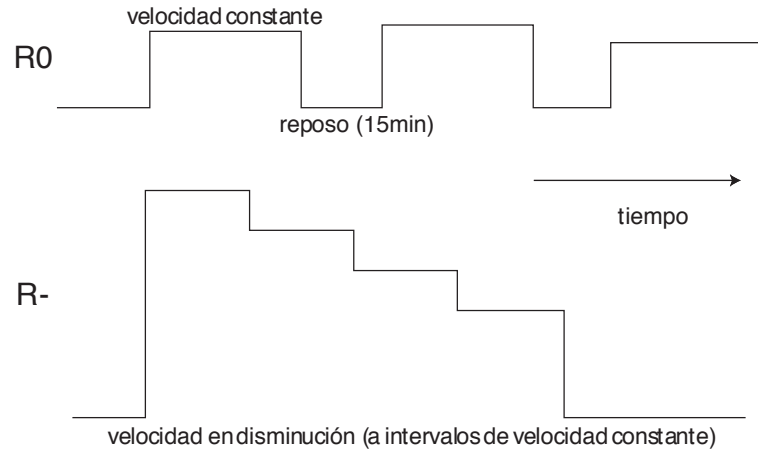 velocidad constante
R0
reposo (15min)
tiempo
R-
velocidad en disminución (a intervalos de velocidad constante)